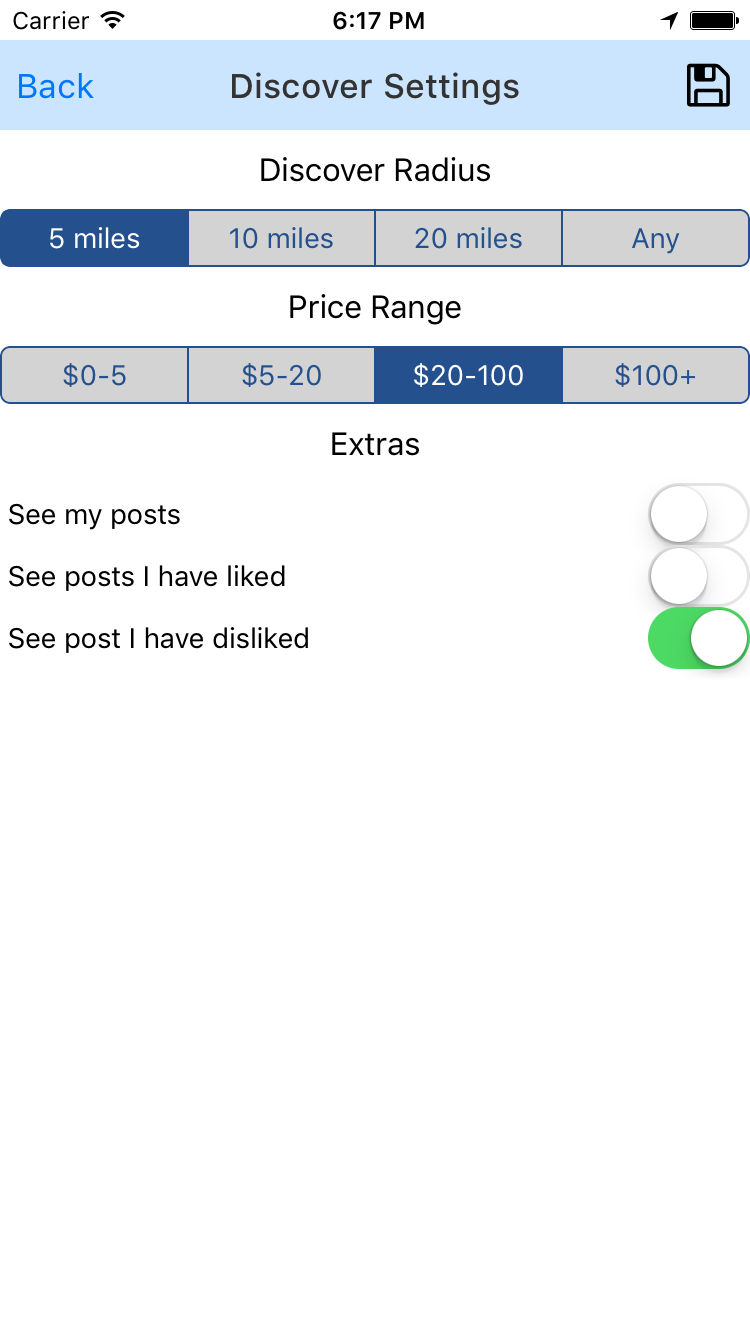 Carrier 6:17 PM
Back Discover Settings
Discover Radius
5 miles 10 miles 20 miles Any
Price Range
$0-5 $5-20 $20-100 $100+
Extras
See my posts
See posts I have liked
See post I have disliked